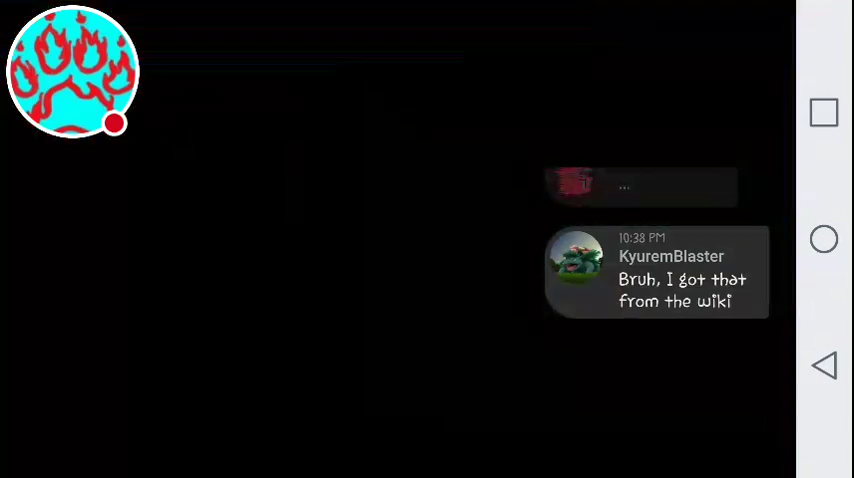 ...
10:38 PM
KyuremBlaster
Bruh, I got that
from the wiki